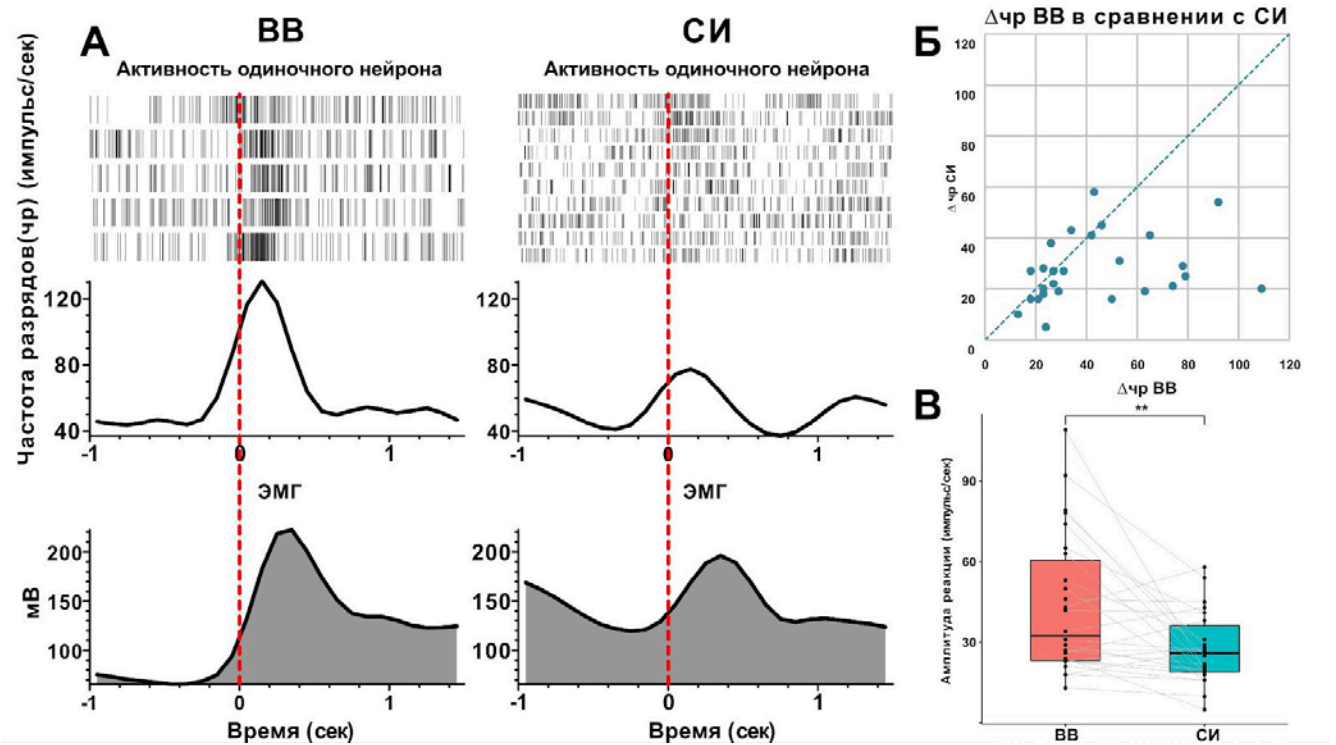 А
ВВ
СИ
Активность одиночного нейрона
Активность одиночного нейрона
Частота разрядов(чр) (импульс/сек)
120
80
40
-1
0
1
120
80
40
-1
0
1
ЭМГ
ЭМГ
мВ
200
150
100
-1
0
1
Время (сек)
200
150
100
-1
0
1
Время (сек)
Б
Δчр ВВ в сравнении с СИ
Δ чр СИ
120
100
80
60
40
20
0
0
20
40
60
80
100
120
Δчр ВВ
В
**
Амплитуда реакции (импульс/сек)
90
60
30
ВВ
СИ